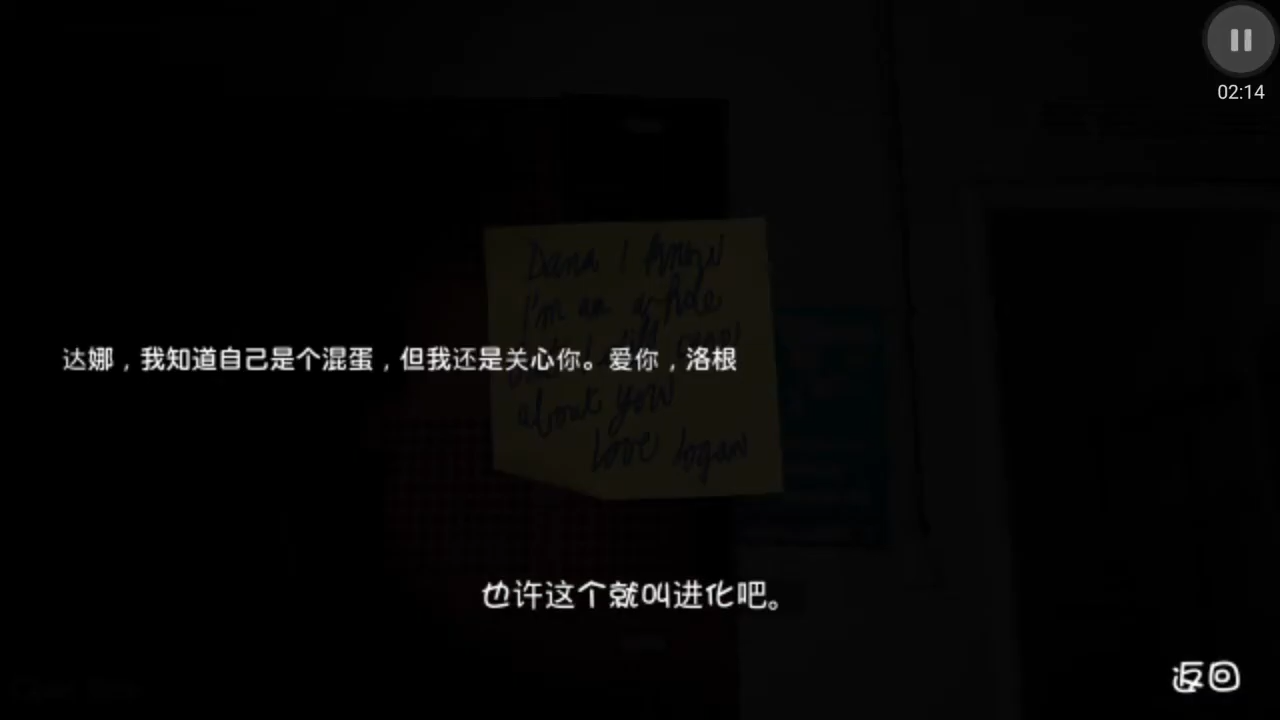 02:14
Dana I know
I'm an a-hole
about you
love logan
达娜，我知道自己是个混蛋，但我还是关心你。爱你，洛根
也许这个就叫进化吧。
返回